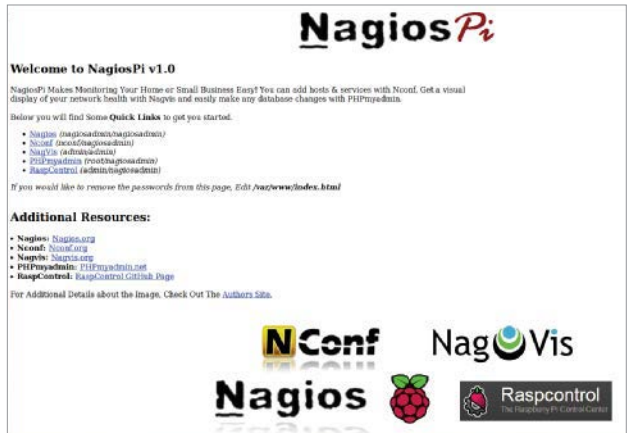 NagiosPi
Welcome to NagiosPi v1.0
NagiosPi Makes Monitoring Your Home or Small Business Easy! You can add hosts & services with Nconf. Get a visual
display of your network health with Nagvis and easily make any database changes with PHPmyadmin.
Below you will find Some Quick Links to get you started.
• Nagios (nagiosadmin/nagiosadmin)
• Nconf (nconf/nagiosadmin)
• NagVis (admin/admin)
• PHPmyadmin (root/nagiosadmin)
• RaspControl (admin/nagiosadmin)
If you would like to remove the passwords from this page, Edit /var/www/index.html
Additional Resources:
• Nagios: Nagios.org
• Nconf: Nconf.org
• Nagvis: Nagvis.org
• PHPmyadmin: PHPmyadmin.net
• RaspControl: RaspControl GitHub Page
For Additional Details about the Image, Check Out The Authors Site.
NConf
NagVis
Nagios
Raspcontrol
The Raspberry Pi Control Center